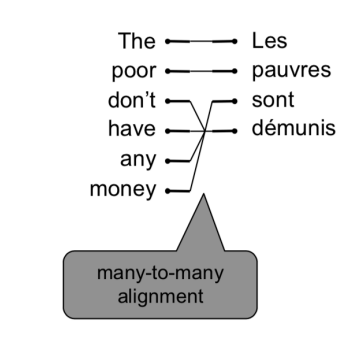 The Les
poor pauvres
don't sont
have démunis
any
money
many-to-many
alignment